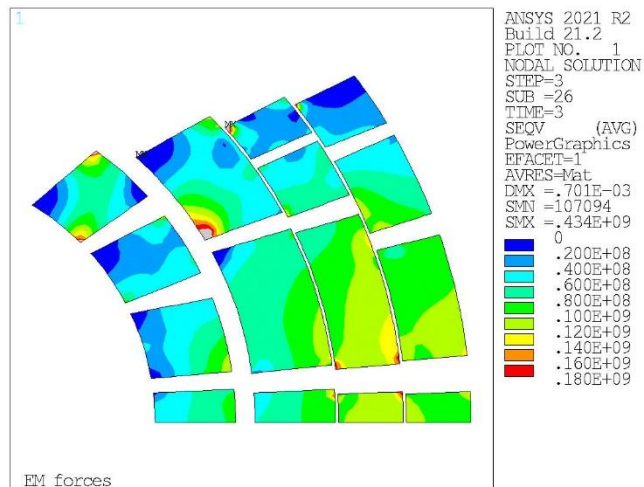 1
ANSYS 2021 R2
Build 21.2
PLOT NO. 1
NODAL SOLUTION
STEP=3
SUB =26
TIME=3
SEQV (AVG)
PowerGraphics
EFACET=1
AVRES=Mat
DMX =.701E-03
SMN =107094
SMX =.434E+09
0
.200E+08
.400E+08
.600E+08
.800E+08
.100E+09
.120E+09
.140E+09
.160E+09
.180E+09
MX
EM forces